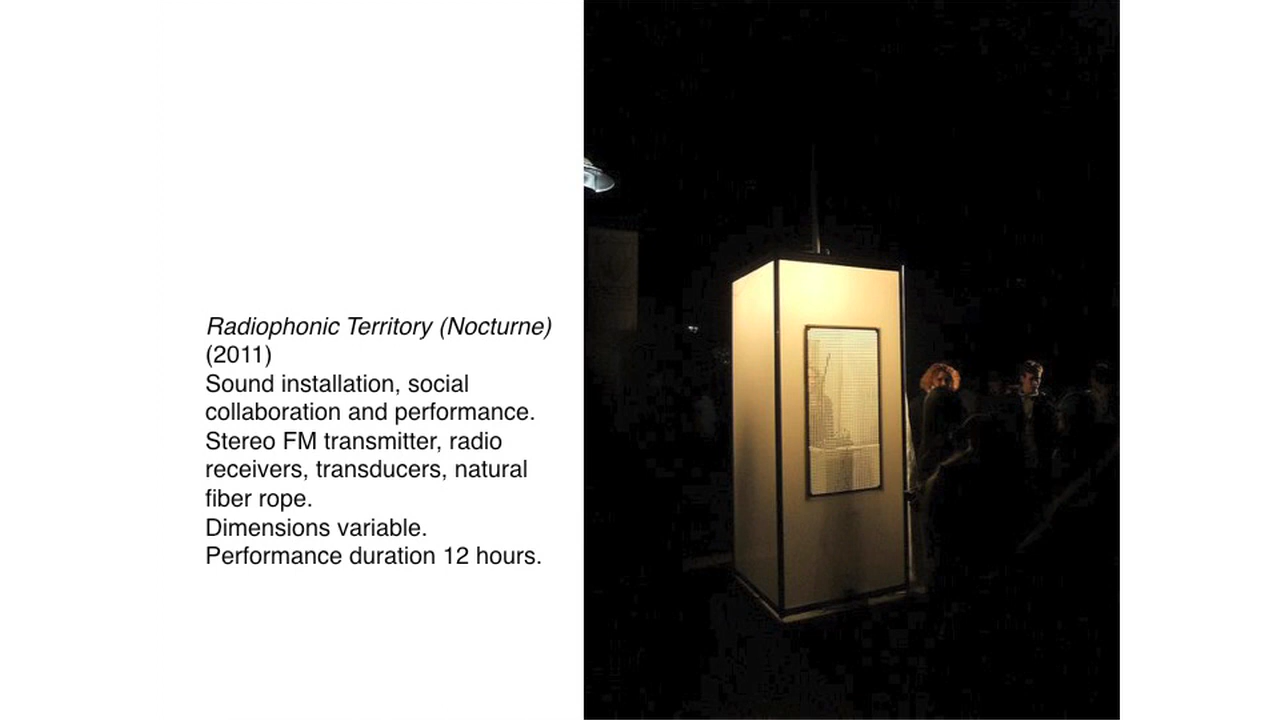 Radiophonic Territory (Nocturne)
(2011)
Sound installation, social
collaboration and performance.
Stereo FM transmitter, radio
receivers, transducers, natural
fiber rope.
Dimensions variable.
Performance duration 12 hours.